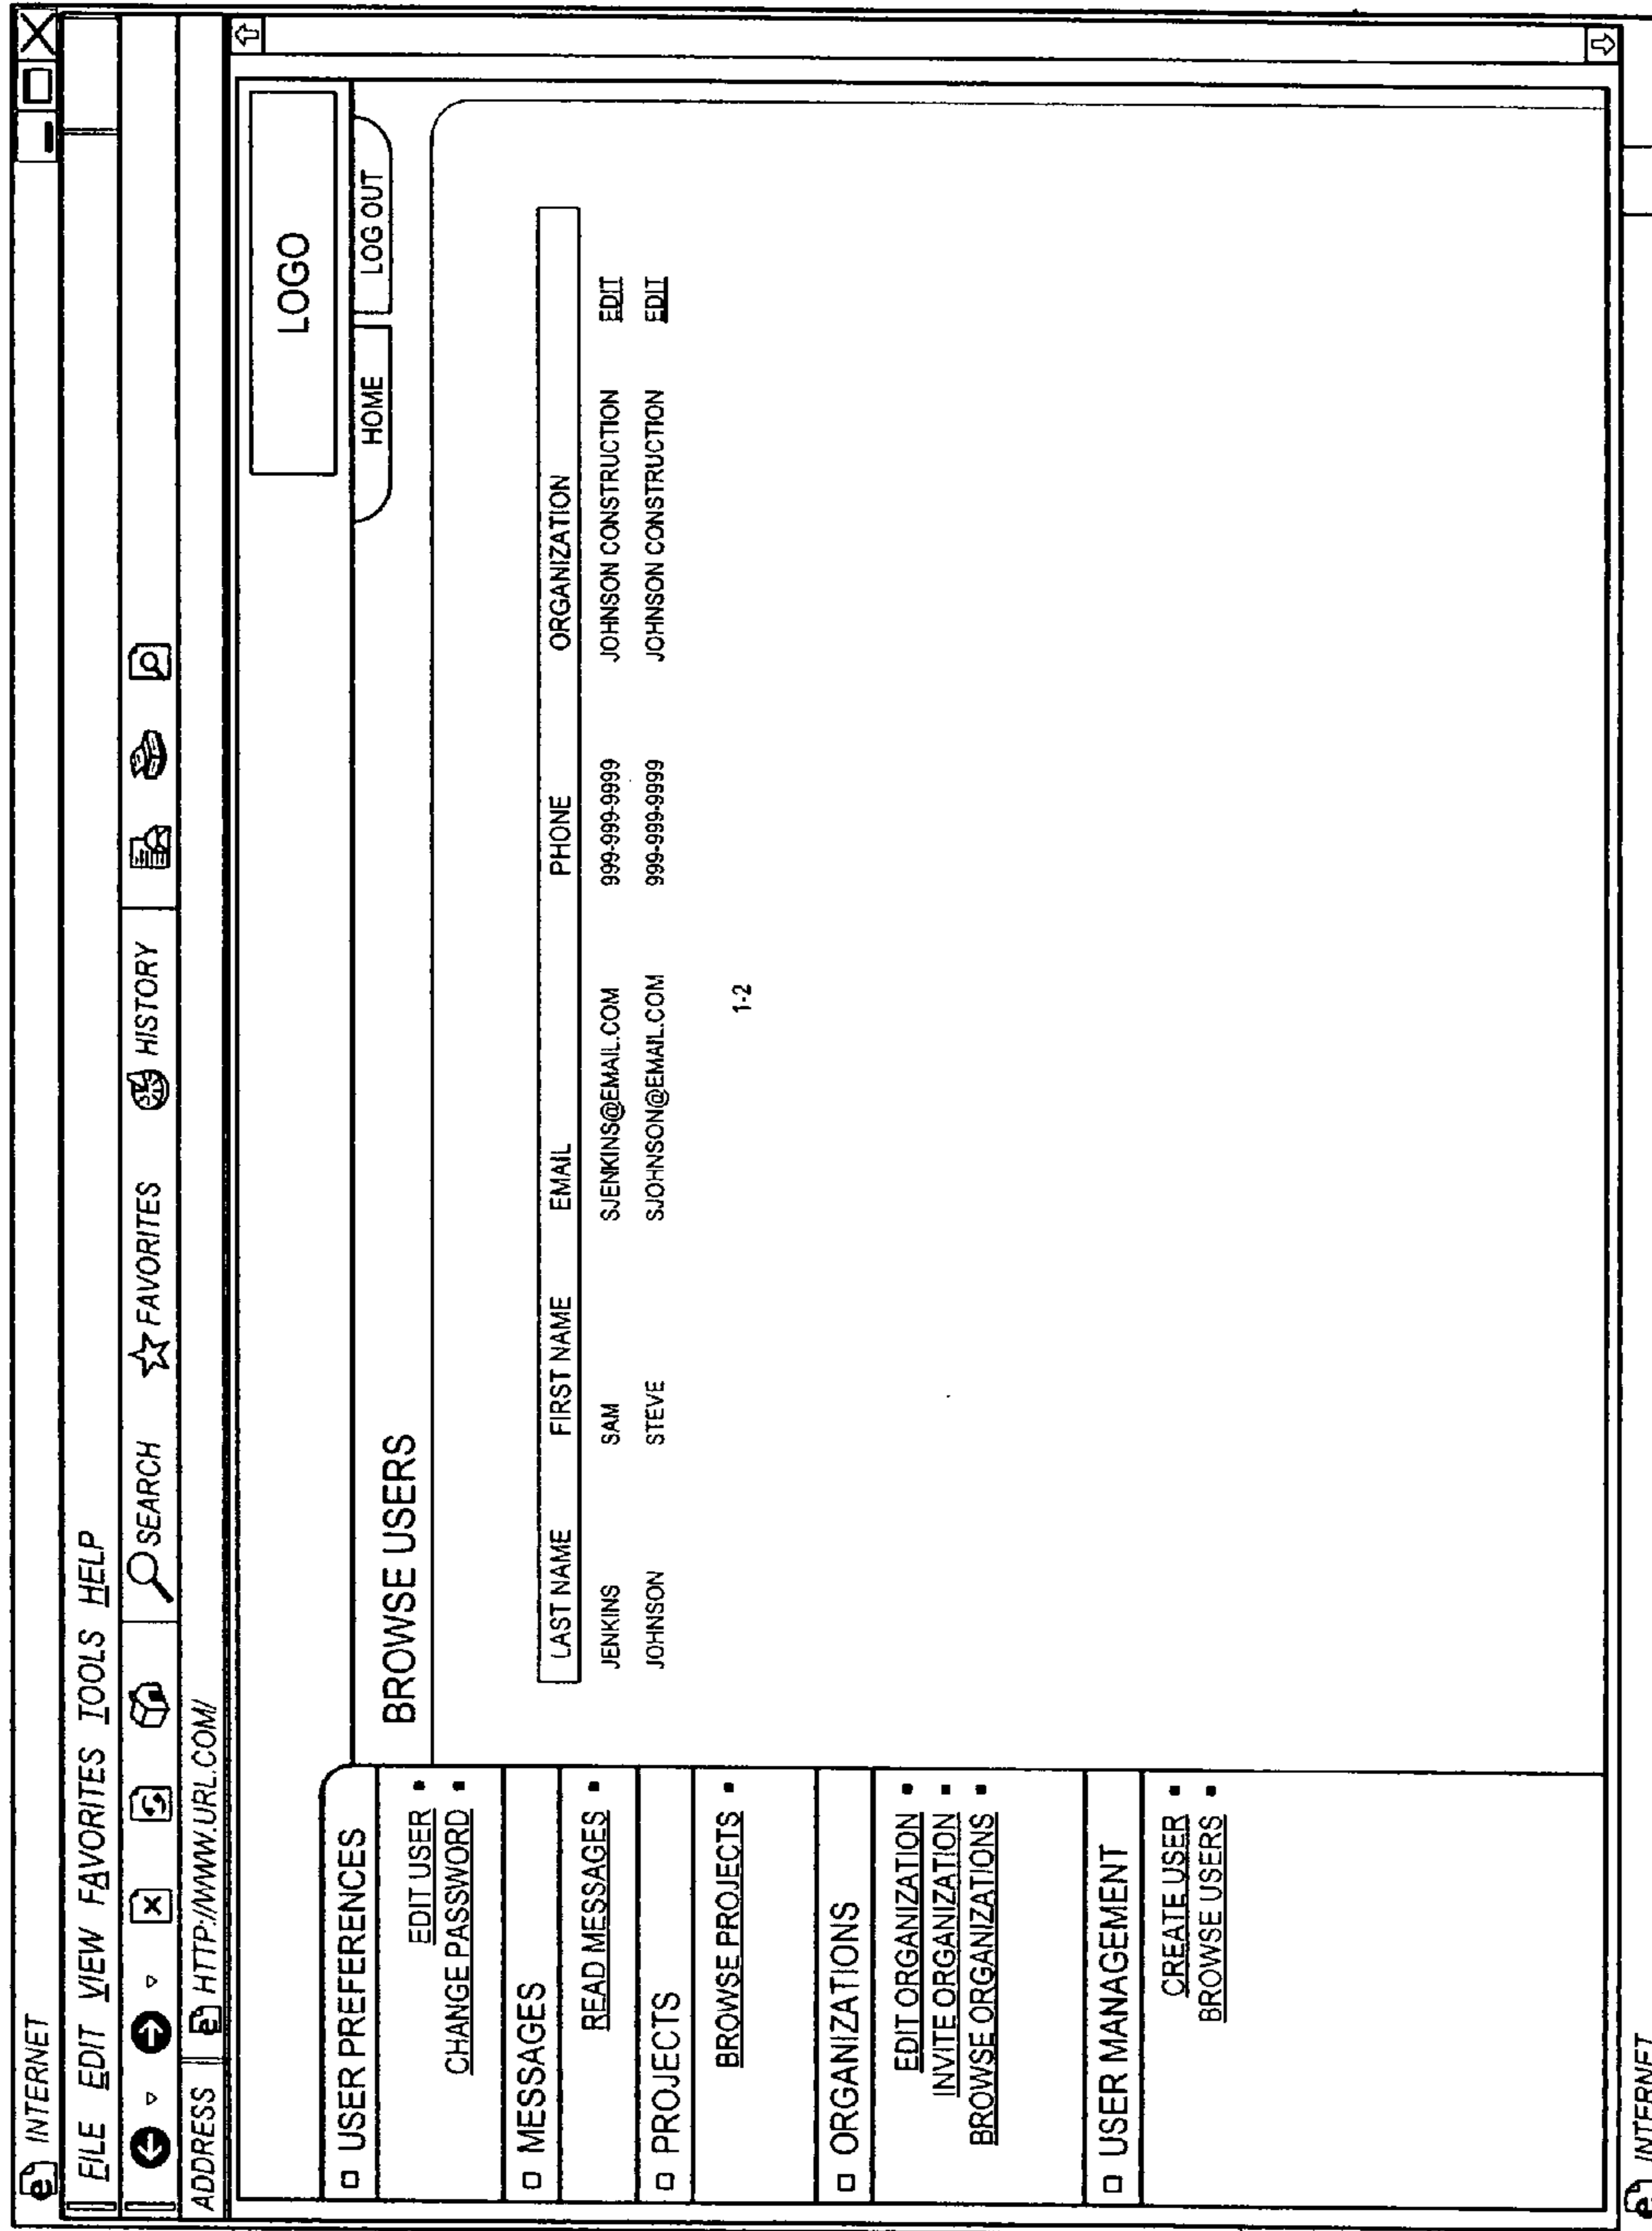 INTERNET
FILE EDIT VIEW FAVORITES TOOLS HELP
SEARCH FAVORITES HISTORY
ADDRESS HTTP://WWW.URL.COM/
LOGO
HOME LOG OUT
USER PREFERENCES
EDIT USER
CHANGE PASSWORD
MESSAGES
READ MESSAGES
PROJECTS
BROWSE PROJECTS
ORGANIZATIONS
EDIT ORGANIZATION
INVITE ORGANIZATION
BROWSE ORGANIZATIONS
USER MANAGEMENT
CREATE USER
BROWSE USERS
BROWSE USERS
LAST NAME FIRST NAME EMAIL PHONE ORGANIZATION
JENKINS SAM SJENKINS@EMAIL.COM 999-999-9999 JOHNSON CONSTRUCTION EDIT
JOHNSON STEVE SJOHNSON@EMAIL.COM 999-999-9999 JOHNSON CONSTRUCTION EDIT
1-2
INTERNET